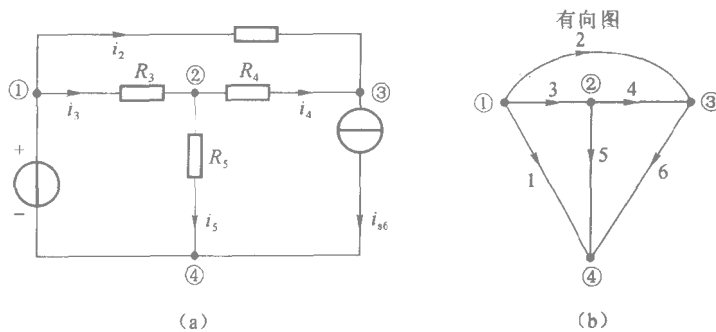 有向图
2
i₂
① R₃ ② R₄ ③
i₃ i₄
+
−
R₅
i₅
iₛ₆
④
(a)
① 3 ② 4 ③
1 5 6
④
(b)